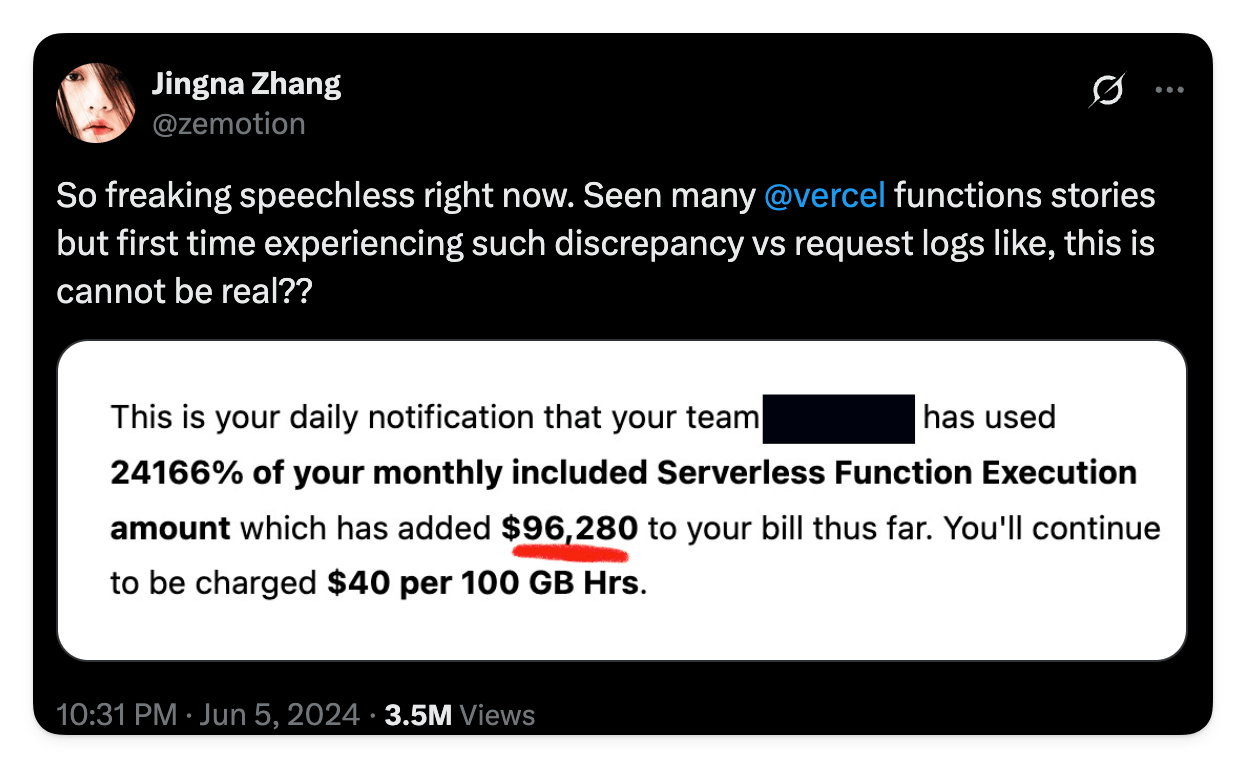 Jingna Zhang
@zemotion
So freaking speechless right now. Seen many @vercel functions stories
but first time experiencing such discrepancy vs request logs like, this is
cannot be real??
This is your daily notification that your team has used
24166% of your monthly included Serverless Function Execution
amount which has added $96,280 to your bill thus far. You'll continue
to be charged $40 per 100 GB Hrs.
10:31 PM · Jun 5, 2024 · 3.5M Views